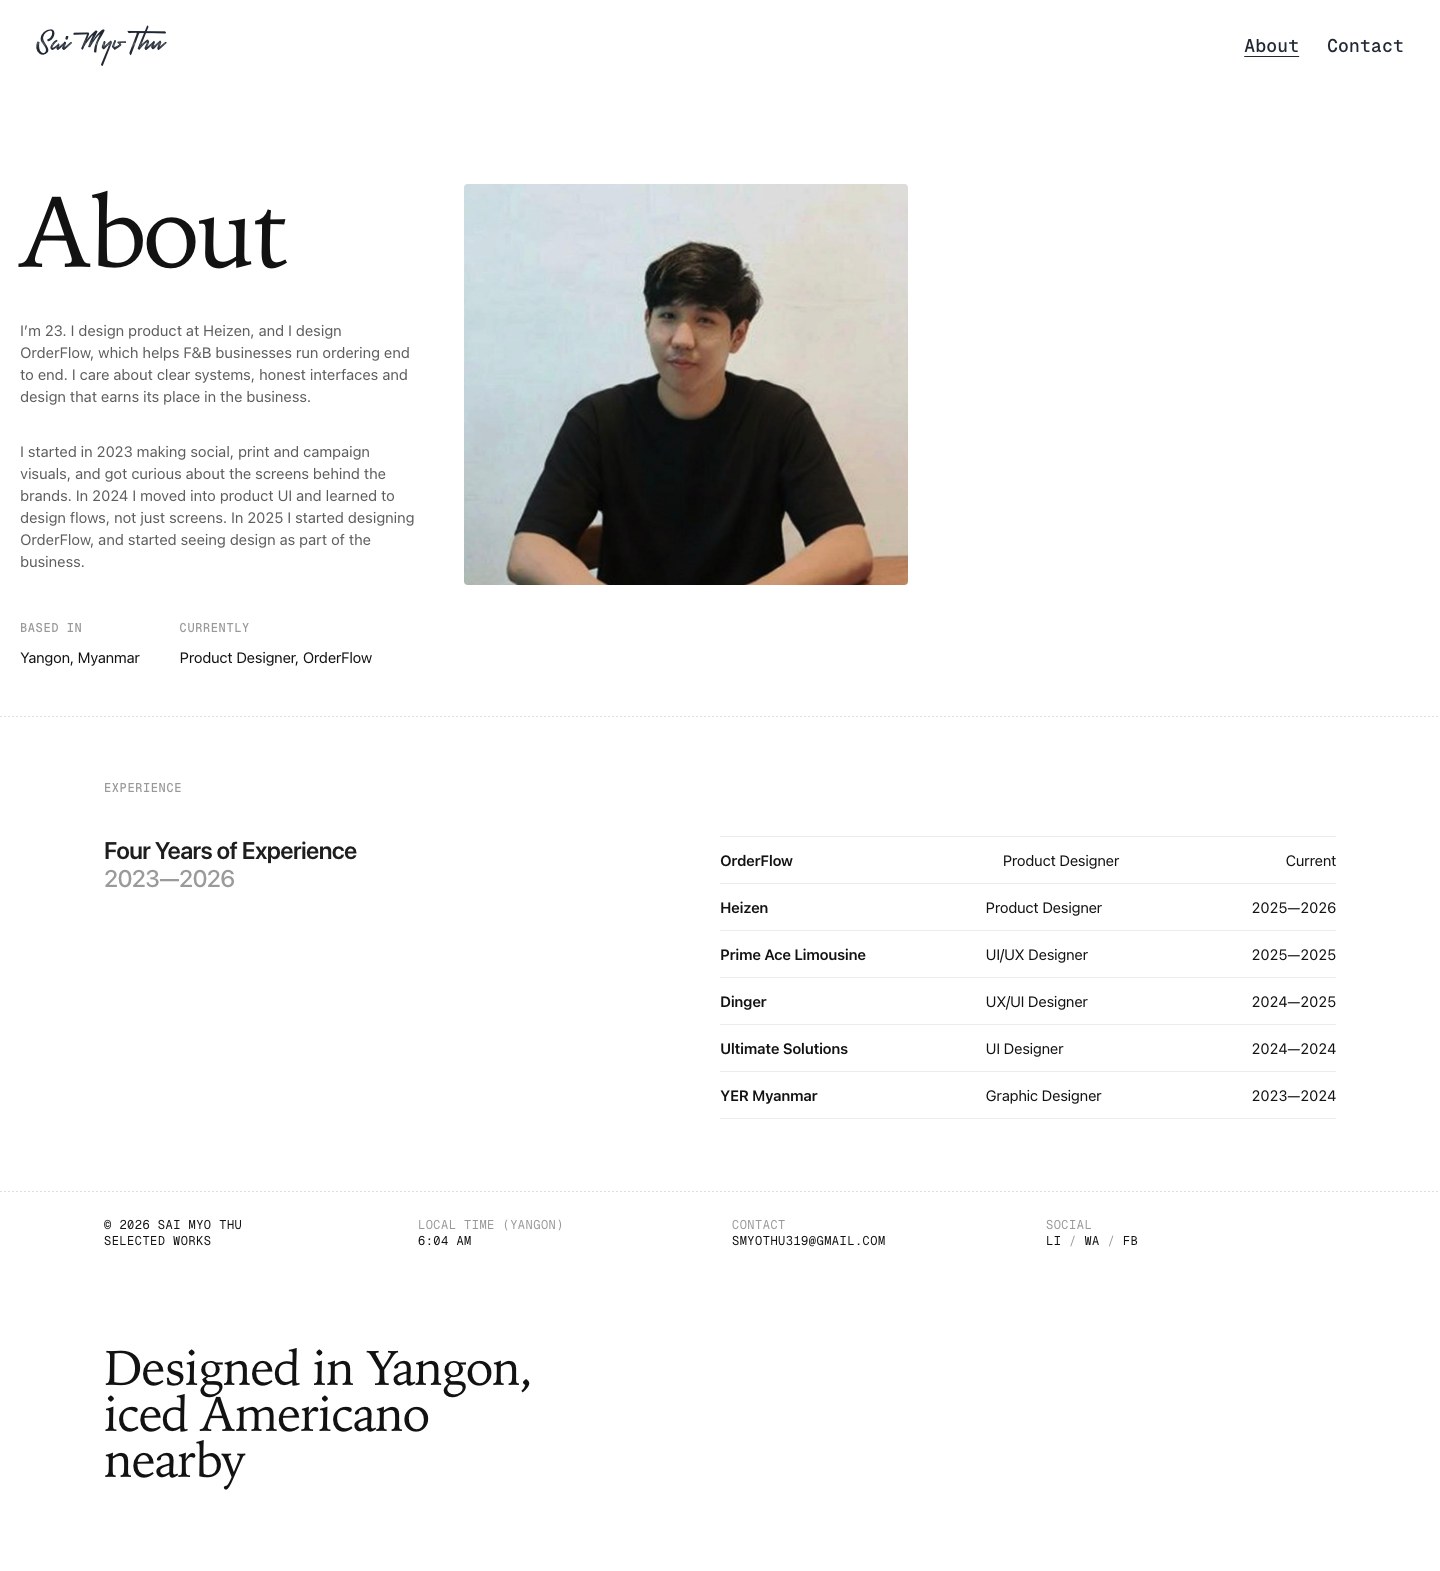 Sai Myo Thu
About Contact
About
I'm 23. I design product at Heizen, and I design
OrderFlow, which helps F&B businesses run ordering end
to end. I care about clear systems, honest interfaces and
design that earns its place in the business.
I started in 2023 making social, print and campaign
visuals, and got curious about the screens behind the
brands. In 2024 I moved into product UI and learned to
design flows, not just screens. In 2025 I started designing
OrderFlow, and started seeing design as part of the
business.
BASED IN CURRENTLY
Yangon, Myanmar Product Designer, OrderFlow
EXPERIENCE
Four Years of Experience
2023—2026
OrderFlow Product Designer Current
Heizen Product Designer 2025—2026
Prime Ace Limousine UI/UX Designer 2025—2025
Dinger UX/UI Designer 2024—2025
Ultimate Solutions UI Designer 2024—2024
YER Myanmar Graphic Designer 2023—2024
© 2026 SAI MYO THU LOCAL TIME (YANGON) CONTACT SOCIAL
SELECTED WORKS 6:04 AM SMYOTHU319@GMAIL.COM LI / WA / FB
Designed in Yangon,
iced Americano
nearby